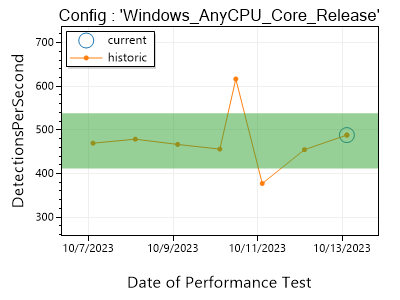 Config : 'Windows_AnyCPU_Core_Release'
current
historic
700
600
500
400
300
DetectionsPerSecond
10/7/2023
10/9/2023
10/11/2023
10/13/2023
Date of Performance Test